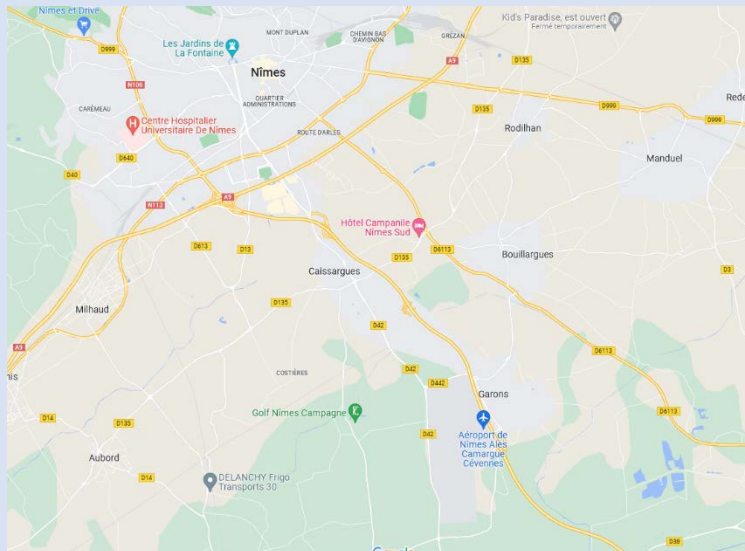 Nîmes et Drive
MONT DUPLAN
CHEMIN BAS
D'AVIGNON
GREZAN
Kid's Paradise, est ouvert
Fermé temporairement
Les Jardins de
La Fontaine
D999
A9
D135
Nîmes
N106
QUARTIER
ADMINISTRATIONS
CARÉMEAU
D135
D999
Rede
D999
Centre Hospitalier
Universitaire De Nîmes
ROUTE D'ARLES
Rodilhan
Manduel
D640
D40
N113
A9
Hôtel Campanile
Nîmes Sud
D613
D13
D135
D6113
Bouillargues
Caissargues
D3
D135
Milhaud
D42
A9
D6113
nis
COSTIÈRES
D42
D442
Garons
D14
D135
Golf Nîmes Campagne
D42
D6113
Aéroport de
Nîmes Alès
Camargue
Cévennes
Aubord
D14
DELANCHY Frigo
Transports 30
D38